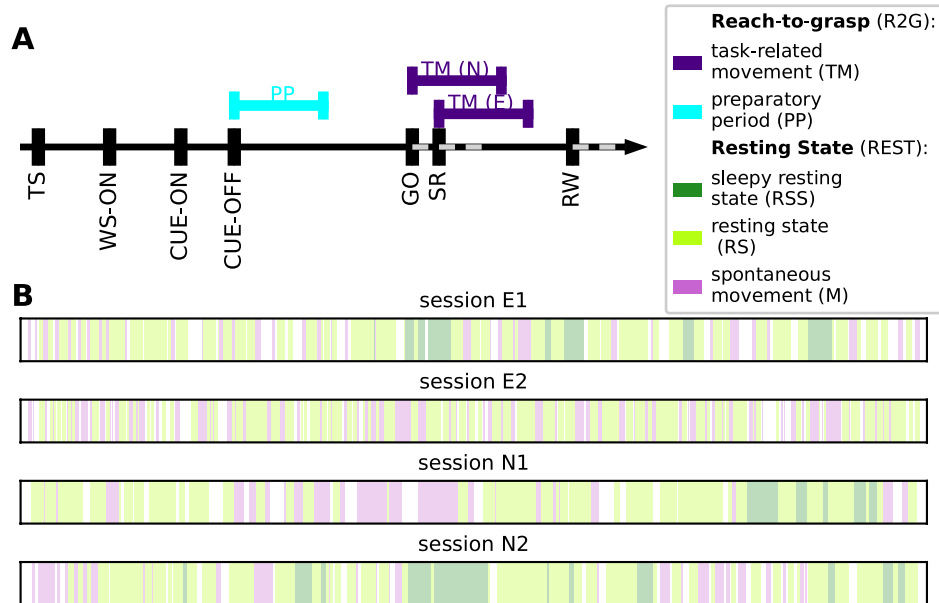 A
Reach-to-grasp (R2G):
task-related
movement (TM)
preparatory
period (PP)
Resting State (REST):
sleepy resting
state (RSS)
resting state
(RS)
spontaneous
movement (M)
TM (N)
PP
TM (E)
TS
WS-ON
CUE-ON
CUE-OFF
GO
SR
RW
B
session E1
session E2
session N1
session N2